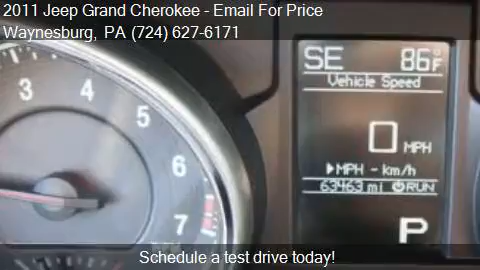 2011 Jeep Grand Cherokee - Email For Price
Waynesburg, PA (724) 627-6171
SE 86°F
Vehicle Speed
0 MPH
▶MPH - km/h
63463 mi RUN
P
3 4 5 6 7
Schedule a test drive today!